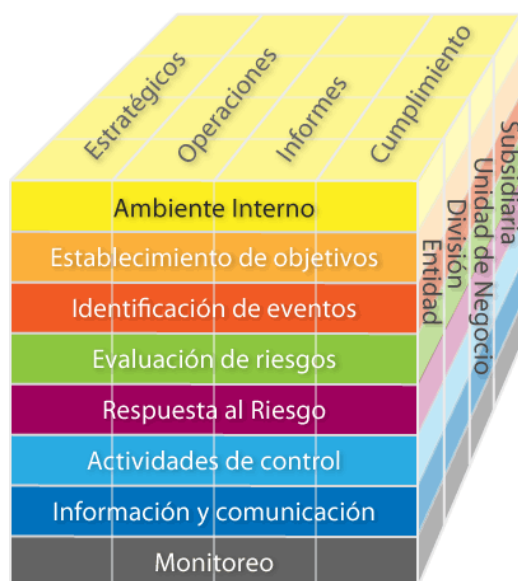 Estratégicos
Operaciones
Informes
Cumplimiento
Ambiente Interno
Establecimiento de objetivos
Identificación de eventos
Evaluación de riesgos
Respuesta al Riesgo
Actividades de control
Información y comunicación
Monitoreo
Entidad
División
Unidad de Negocio
Subsidiaria